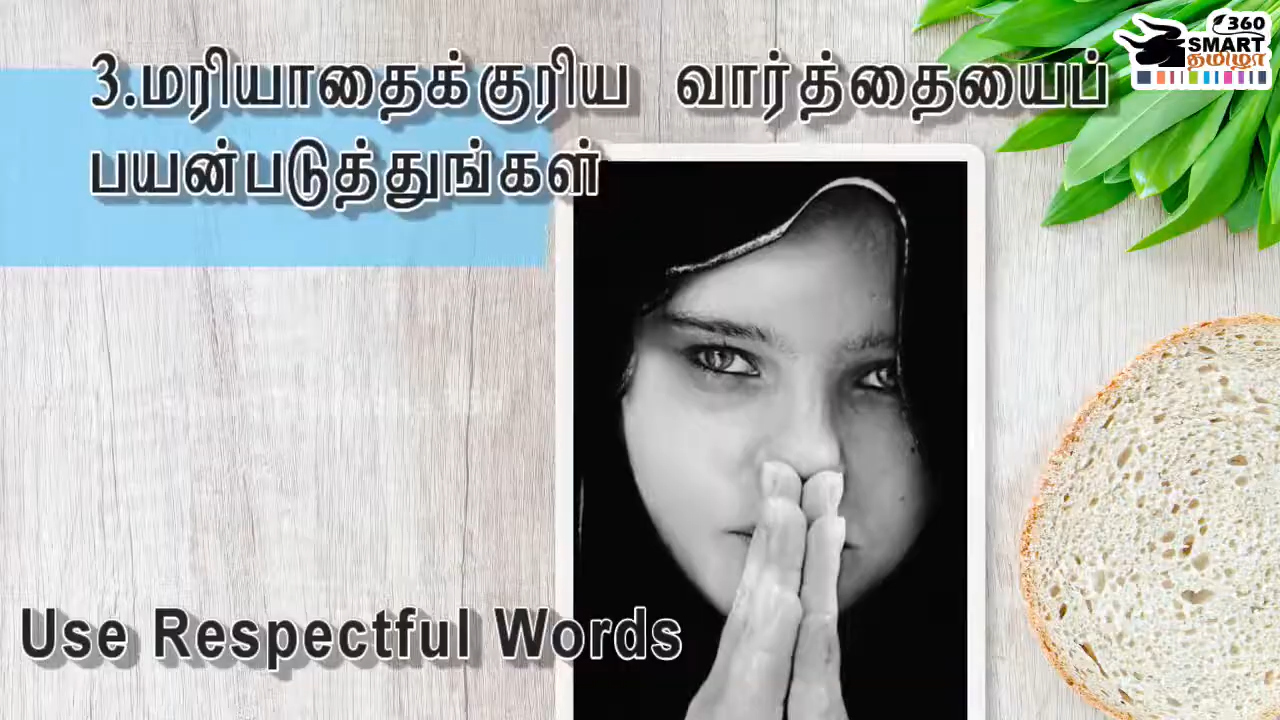 3.மரியாதைக்குரிய வார்த்தையைப்
பயன்படுத்துங்கள்
360
SMART
தமிழா
Use Respectful Words